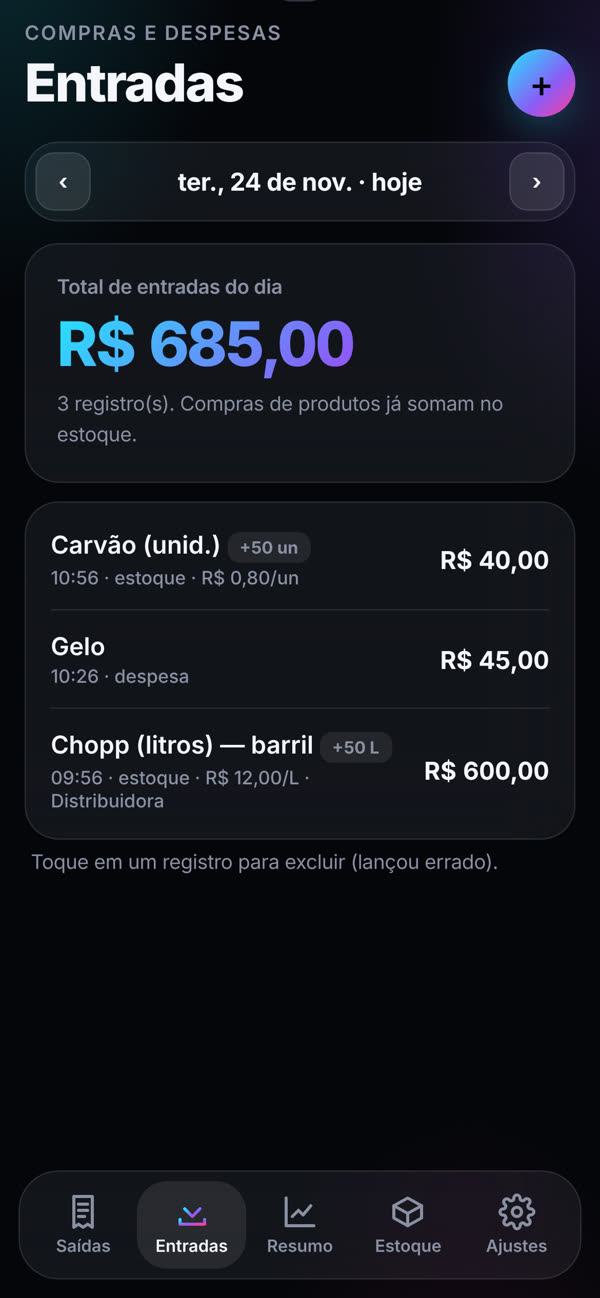 COMPRAS E DESPESAS
Entradas
+
‹ ter., 24 de nov. · hoje ›
Total de entradas do dia
R$ 685,00
3 registro(s). Compras de produtos já somam no
estoque.
Carvão (unid.) +50 un
10:56 · estoque · R$ 0,80/un
R$ 40,00
Gelo
10:26 · despesa
R$ 45,00
Chopp (litros) — barril +50 L
09:56 · estoque · R$ 12,00/L ·
Distribuidora
R$ 600,00
Toque em um registro para excluir (lançou errado).
Saídas Entradas Resumo Estoque Ajustes